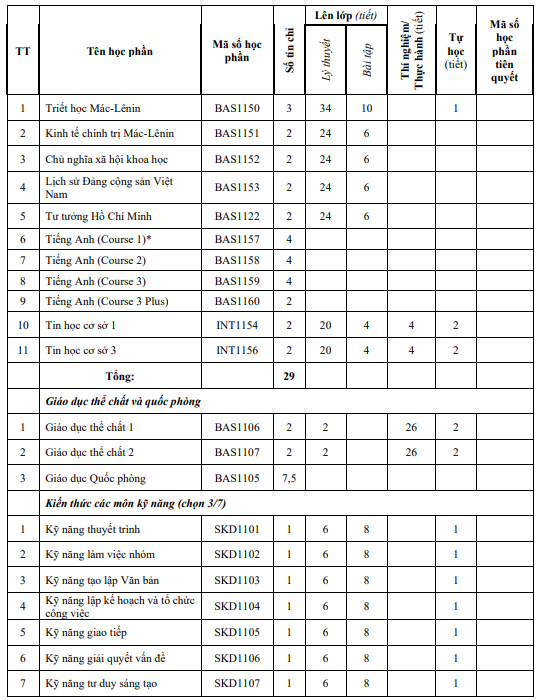 TT Tên học phần Mã số học phần Số tín chỉ Lên lớp (tiết) Lý thuyết Bài tập Thí nghiệm/ Thực hành (tiết) Tự học (tiết) Mã số học phần tiên quyết
1 Triết học Mác-Lênin BAS1150 3 34 10 1
2 Kinh tế chính trị Mác-Lênin BAS1151 2 24 6
3 Chủ nghĩa xã hội khoa học BAS1152 2 24 6
4 Lịch sử Đảng cộng sản Việt Nam BAS1153 2 24 6
5 Tư tưởng Hồ Chí Minh BAS1122 2 24 6
6 Tiếng Anh (Course 1)* BAS1157 4
7 Tiếng Anh (Course 2) BAS1158 4
8 Tiếng Anh (Course 3) BAS1159 4
9 Tiếng Anh (Course 3 Plus) BAS1160 2
10 Tin học cơ sở 1 INT1154 2 20 4 4 2
11 Tin học cơ sở 3 INT1156 2 20 4 4 2
Tổng: 29
Giáo dục thể chất và quốc phòng
1 Giáo dục thể chất 1 BAS1106 2 2 26 2
2 Giáo dục thể chất 2 BAS1107 2 2 26 2
3 Giáo dục Quốc phòng BAS1105 7,5
Kiến thức các môn kỹ năng (chọn 3/7)
1 Kỹ năng thuyết trình SKD1101 1 6 8 1
2 Kỹ năng làm việc nhóm SKD1102 1 6 8 1
3 Kỹ năng tạo lập Văn bản SKD1103 1 6 8 1
4 Kỹ năng lập kế hoạch và tổ chức công việc SKD1104 1 6 8 1
5 Kỹ năng giao tiếp SKD1105 1 6 8 1
6 Kỹ năng giải quyết vấn đề SKD1106 1 6 8 1
7 Kỹ năng tư duy sáng tạo SKD1107 1 6 8 1